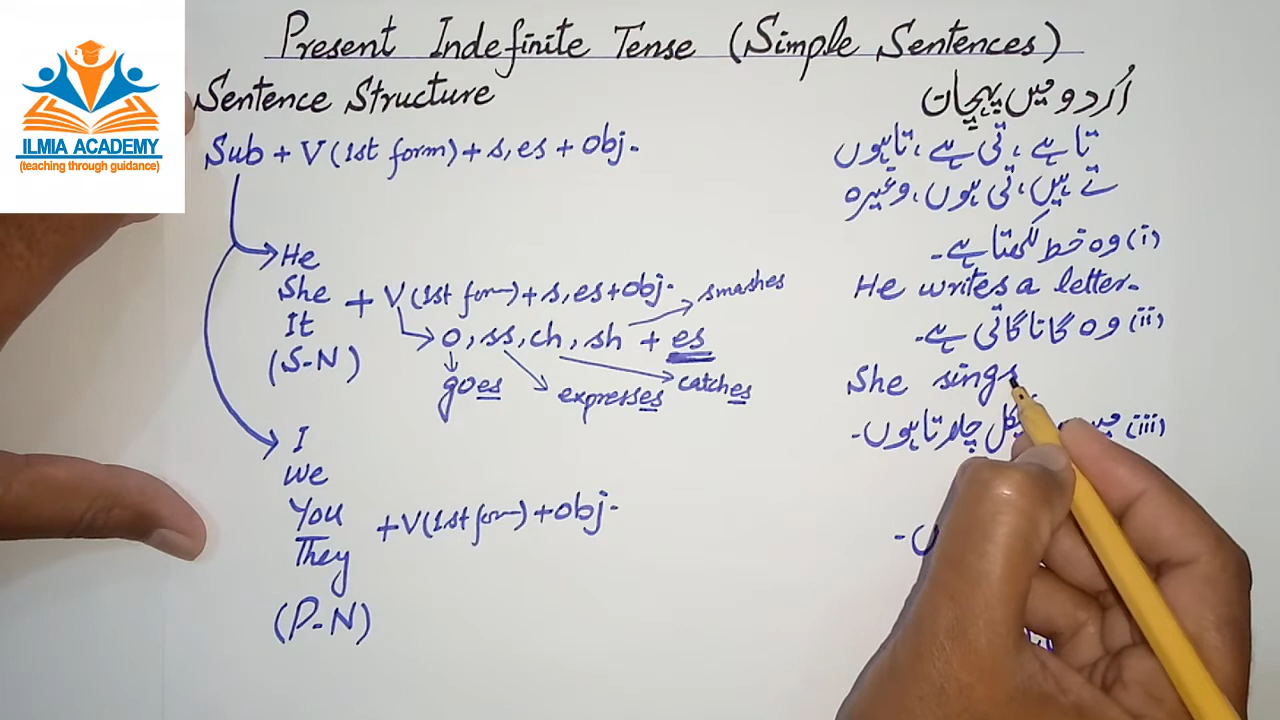 Present Indefinite Tense (Simple Sentences)
ILMIA ACADEMY
(teaching through guidance)
Sentence Structure
Sub + V (1st form) + s, es + Obj.
He
She
It
(S-N)
+ V (1st form) + s, es + Obj.
o, ss, ch, sh + es
smashes
goes
expresses
catches
I
We
You
They
(P-N)
+ V (1st form) + Obj.
اُردو میں پہچان
تا ہے، تی ہے، تا ہوں
تے ہیں، تی ہوں، وغیرہ
(i) وہ خط لکھتا ہے۔
He writes a letter.
(ii) وہ گانا گاتی ہے۔
She sings
(iii) چلاتا ہوں۔